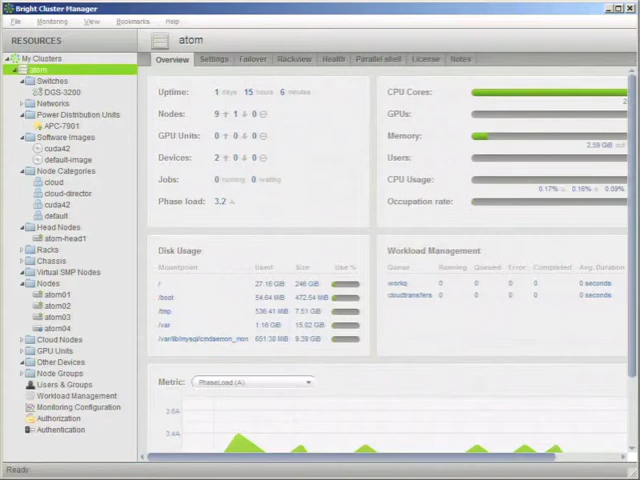 Bright Cluster Manager
File Monitoring View Bookmarks Help
RESOURCES
atom
My Clusters
atom
Switches
DGS-3200
Networks
Power Distribution Units
APC-7901
Software Images
cuda42
default-image
Node Categories
cloud
cloud-director
cuda42
default
Head Nodes
atom-head1
Racks
Chassis
Virtual SMP Nodes
Nodes
atom01
atom02
atom03
atom04
Cloud Nodes
GPU Units
Other Devices
Node Groups
Users & Groups
Workload Management
Monitoring Configuration
Authorization
Authentication
Overview Settings Failover Rackview Health Parallel shell License Notes
Uptime: 1 days 15 hours 6 minutes
Nodes: 9 1 0
GPU Units: 0 0 0
Devices: 2 0 0
Jobs: 0 running 0 waiting
Phase load: 3.2 A
CPU Cores:
2
GPUs:
Memory:
2.59 GiB out
Users:
CPU Usage:
0.17% 0.16% 0.09%
Occupation rate:
Disk Usage
Mountpoint Used Size Use %
/ 27.16 GiB 246 GiB
/boot 54.64 MiB 472.54 MiB
/tmp 536.41 MiB 7.51 GiB
/var 1.16 GiB 15.02 GiB
/var/lib/mysql/cmdaemon_mon 651.38 MiB 9.39 GiB
Workload Management
Queue Running Queued Error Completed Avg. Duration
workq 0 0 0 0 0 seconds
cloudtransfers 0 0 0 0 0 seconds
Metric: PhaseLoad (A)
3.6A
3.4A
Ready